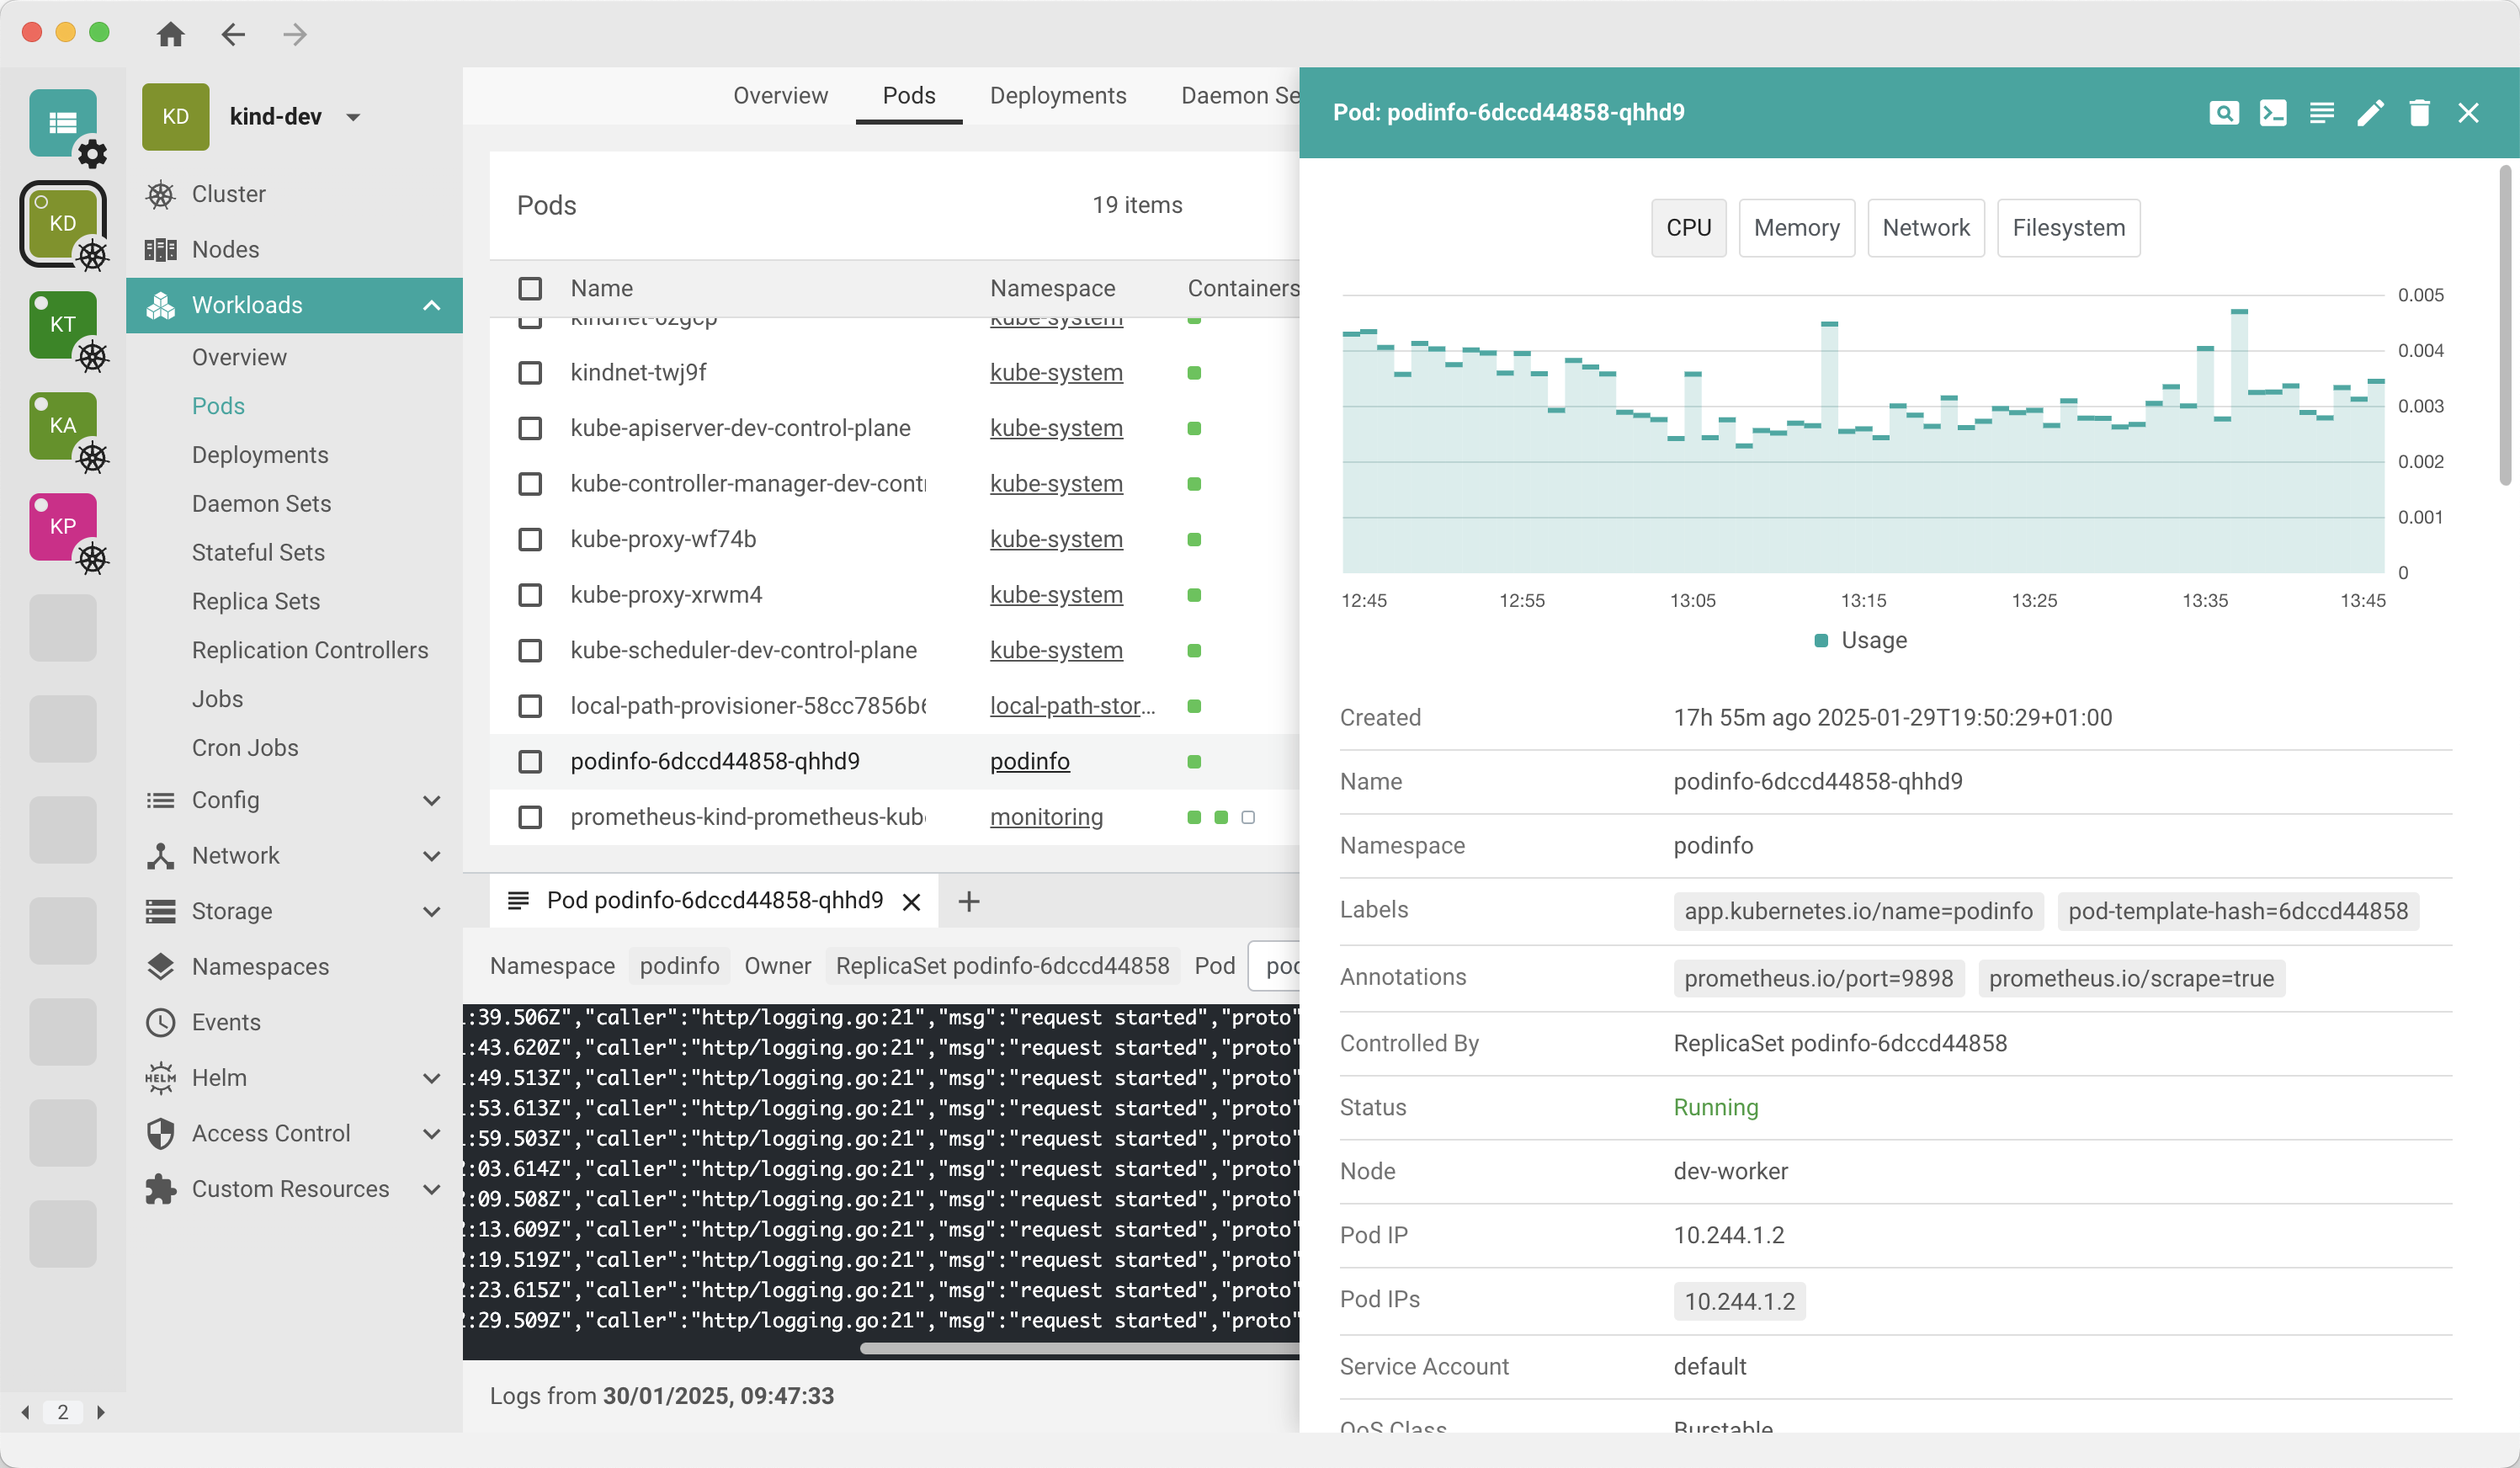 KD
KT
KA
KP
2
KD
kind-dev
Cluster
Nodes
Workloads
Overview
Pods
Deployments
Daemon Sets
Stateful Sets
Replica Sets
Replication Controllers
Jobs
Cron Jobs
Config
Network
Storage
Namespaces
Events
HELM
Helm
Access Control
Custom Resources
Overview
Pods
Deployments
Daemon Se
Pods
19 items
Name Namespace Containers
kube-system
kindnet-twj9f kube-system
kube-apiserver-dev-control-plane kube-system
kube-controller-manager-dev-cont kube-system
kube-proxy-wf74b kube-system
kube-proxy-xrwm4 kube-system
kube-scheduler-dev-control-plane kube-system
local-path-provisioner-58cc7856b local-path-stor...
podinfo-6dccd44858-qhhd9 podinfo
prometheus-kind-prometheus-kub monitoring
Pod podinfo-6dccd44858-qhhd9
Namespace podinfo Owner ReplicaSet podinfo-6dccd44858 Pod poc
:39.506Z","caller":"http/logging.go:21","msg":"request started","proto"
:43.620Z","caller":"http/logging.go:21","msg":"request started","proto"
:49.513Z","caller":"http/logging.go:21","msg":"request started","proto"
:53.613Z","caller":"http/logging.go:21","msg":"request started","proto"
:59.503Z","caller":"http/logging.go:21","msg":"request started","proto"
:03.614Z","caller":"http/logging.go:21","msg":"request started","proto"
:09.508Z","caller":"http/logging.go:21","msg":"request started","proto"
:13.609Z","caller":"http/logging.go:21","msg":"request started","proto"
:19.519Z","caller":"http/logging.go:21","msg":"request started","proto"
:23.615Z","caller":"http/logging.go:21","msg":"request started","proto"
:29.509Z","caller":"http/logging.go:21","msg":"request started","proto"
Logs from 30/01/2025, 09:47:33
Pod: podinfo-6dccd44858-qhhd9
CPU Memory Network Filesystem
0.005
0.004
0.003
0.002
0.001
0
12:45 12:55 13:05 13:15 13:25 13:35 13:45
Usage
Created 17h 55m ago 2025-01-29T19:50:29+01:00
Name podinfo-6dccd44858-qhhd9
Namespace podinfo
Labels app.kubernetes.io/name=podinfo pod-template-hash=6dccd44858
Annotations prometheus.io/port=9898 prometheus.io/scrape=true
Controlled By ReplicaSet podinfo-6dccd44858
Status Running
Node dev-worker
Pod IP 10.244.1.2
Pod IPs 10.244.1.2
Service Account default
QoS Class Burstable